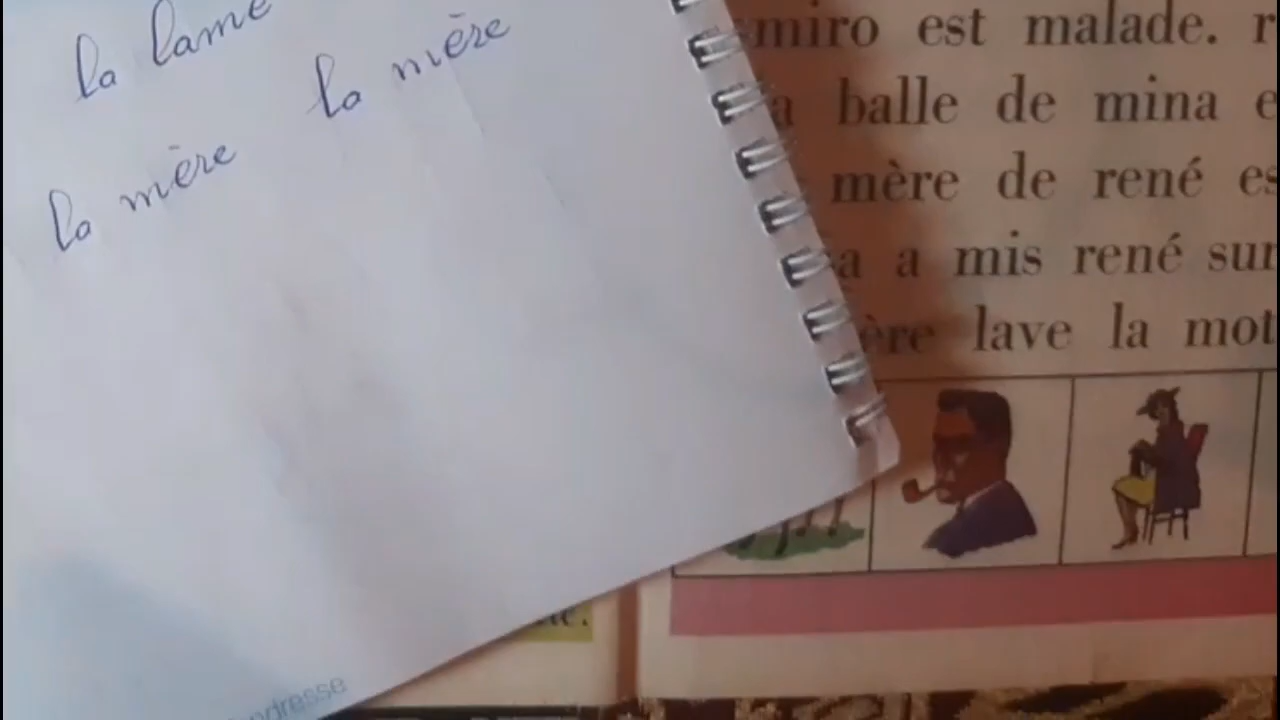 la lame
la mère
la mère
miro est malade.
balle de mina
mère de rené
a mis rené sur
lave la